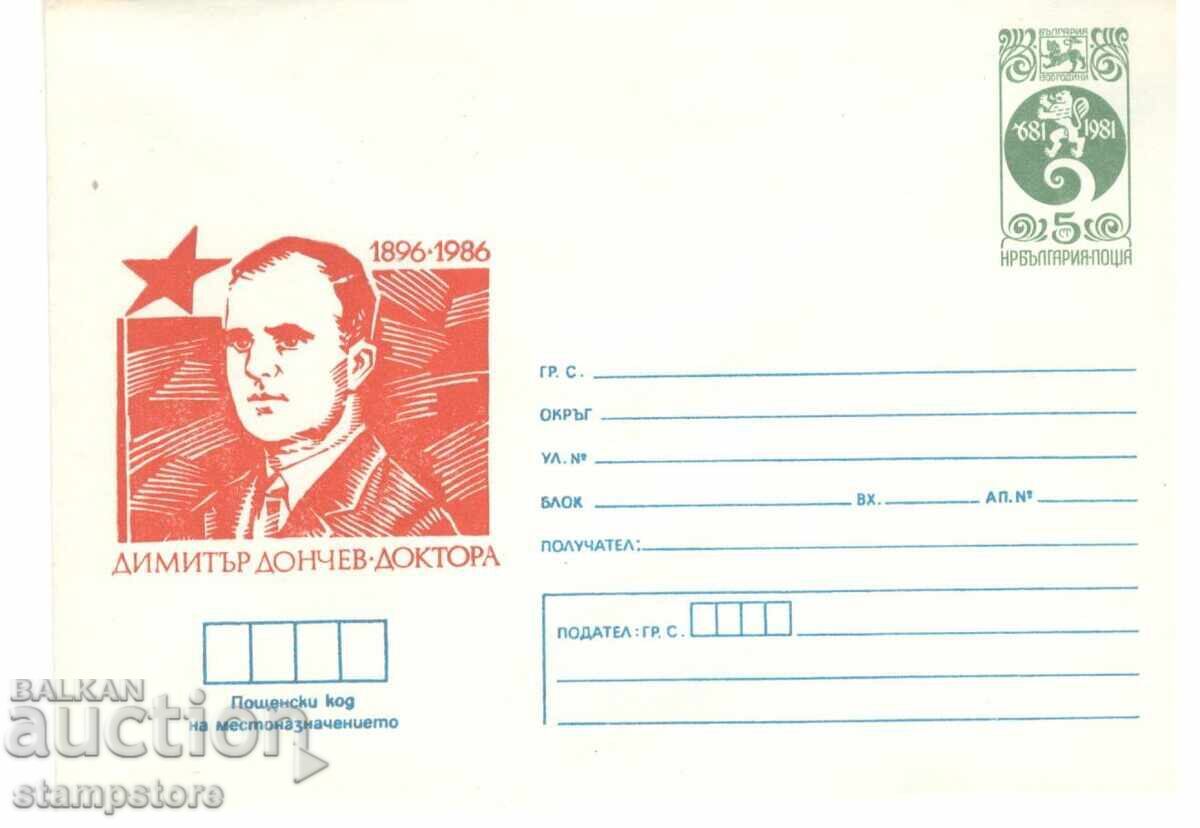 БЪЛГАРИЯ
1300 ГОДИНИ
681 1981
5 СТ
НРБЪЛГАРИЯ·ПОЩА
1896·1986
ДИМИТЪР ДОНЧЕВ·ДОКТОРА
ГР. С.
ОКРЪГ
УЛ. №
БЛОК ВХ. АП. №
ПОЛУЧАТЕЛ:
ПОДАТЕЛ: ГР. С.
Пощенски код
на местоназначението
BALKAN
auction
stampstore